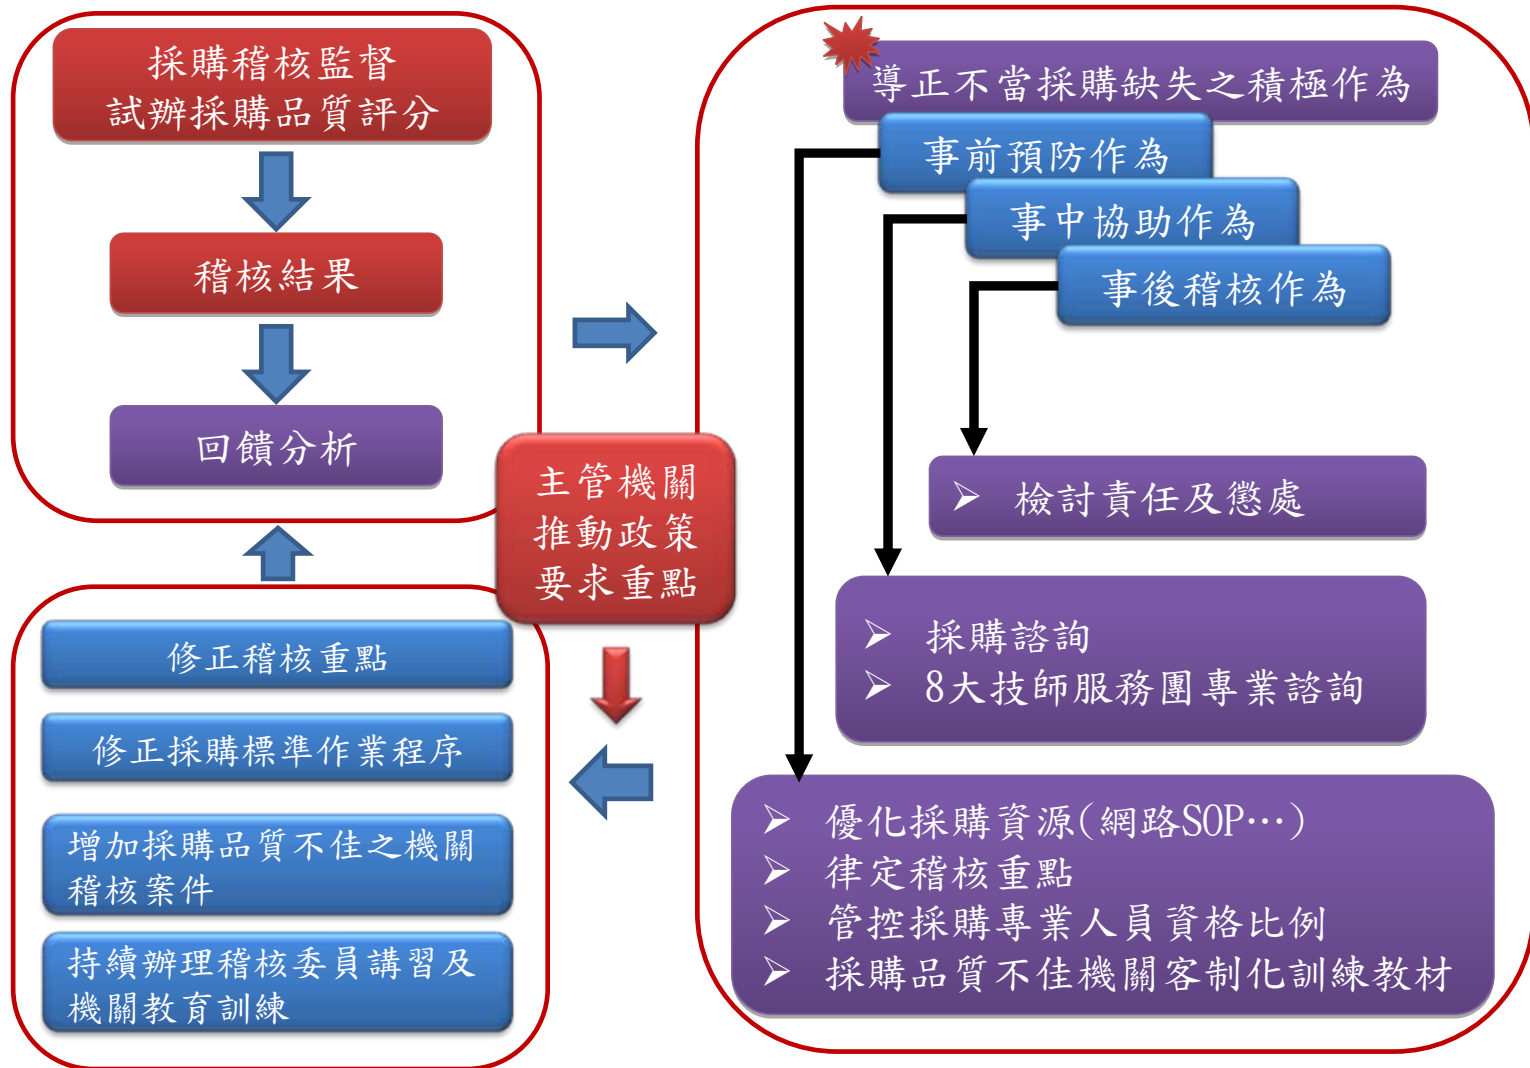 採購稽核監督
試辦採購品質評分
稽核結果
回饋分析
導正不當採購缺失之積極作為
事前預防作為
事中協助作為
事後稽核作為
檢討責任及懲處
採購諮詢
8大技師服務團專業諮詢
優化採購資源(網路SOP…)
律定稽核重點
管控採購專業人員資格比例
採購品質不佳機關客制化訓練教材
主管機關
推動政策
要求重點
修正稽核重點
修正採購標準作業程序
增加採購品質不佳之機關
稽核案件
持續辦理稽核委員講習及
機關教育訓練